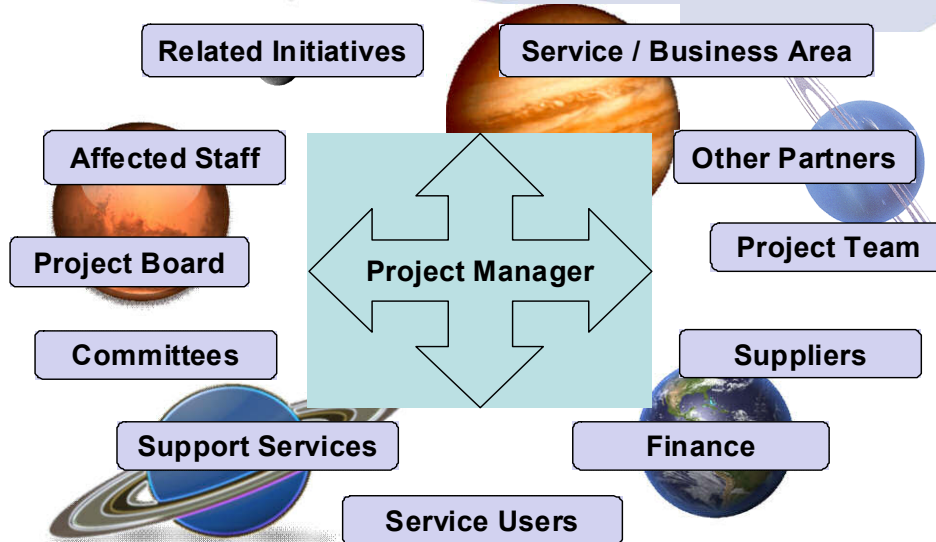 Related Initiatives
Service / Business Area
Affected Staff
Other Partners
Project Board
Project Manager
Project Team
Committees
Suppliers
Support Services
Finance
Service Users